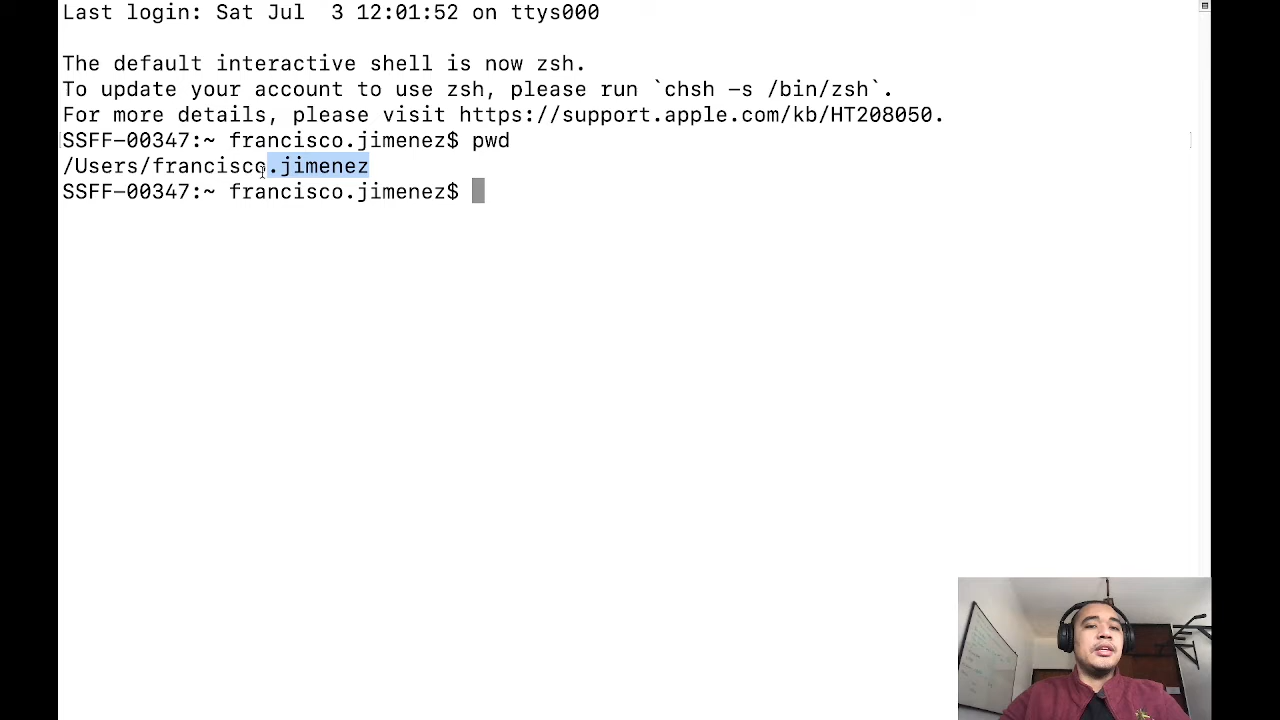 Last login: Sat Jul  3 12:01:52 on ttys000
The default interactive shell is now zsh.
To update your account to use zsh, please run `chsh -s /bin/zsh`.
For more details, please visit https://support.apple.com/kb/HT208050.
SSFF-00347:~ francisco.jimenez$ pwd
/Users/francisco.jimenez
SSFF-00347:~ francisco.jimenez$